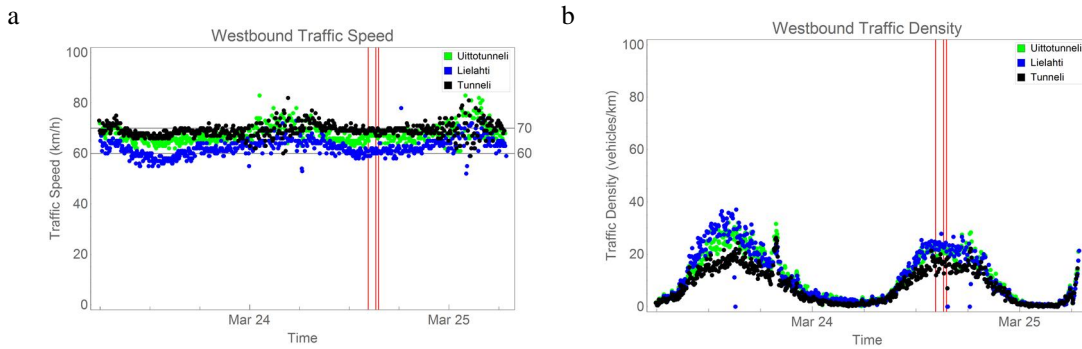 a
Westbound Traffic Speed
100
80
60
40
20
0
Traffic Speed (km/h)
Uittotunneli
Lielahti
Tunneli
70
60
Mar 24
Mar 25
Time
b
Westbound Traffic Density
100
80
60
40
20
0
Traffic Density (vehicles/km)
Uittotunneli
Lielahti
Tunneli
Mar 24
Mar 25
Time